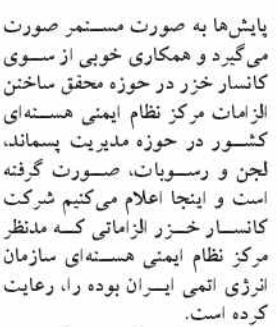 پایش‌ها به صورت مستمر صورت
می‌گیرد و همکاری خوبی از سوی
کانسار خزر در حوزه محقق ساختن
الزامات مرکز نظام ایمنی هسته‌ای
کشور در حوزه مدیریت پسماند،
لجن و رسوبات، صورت گرفته
است و اینجا اعلام می‌کنیم شرکت
کانسار خزر الزاماتی که مدنظر
مرکز نظام ایمنی هسته‌ای سازمان
انرژی اتمی ایران بوده را، رعایت
کرده است.